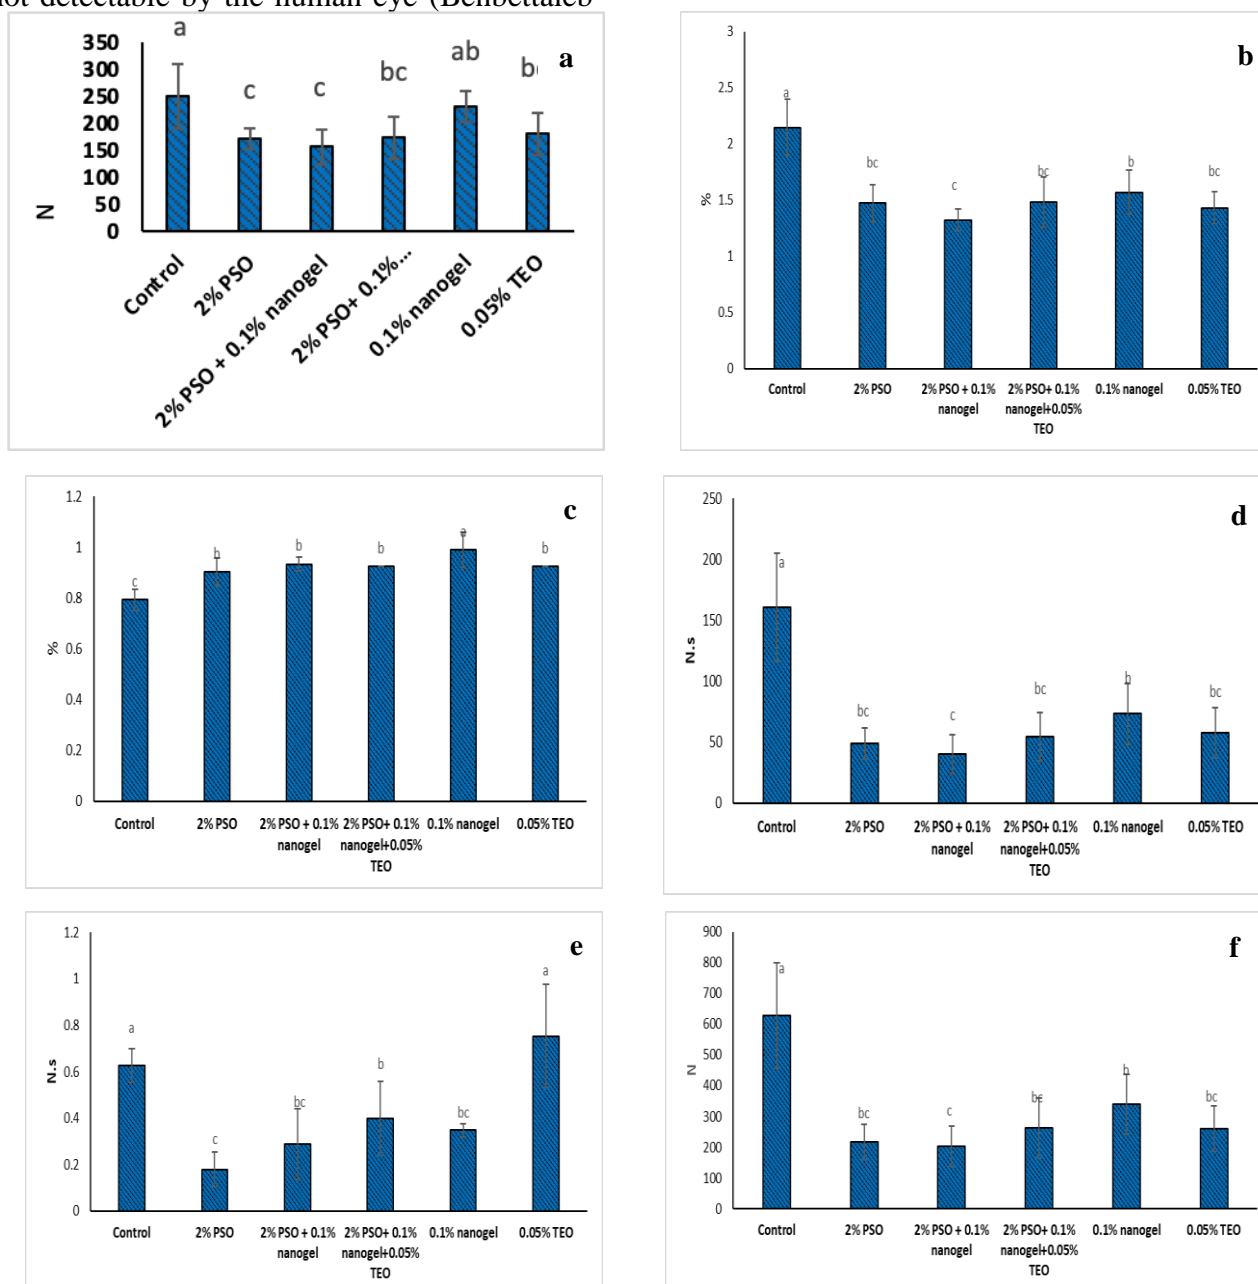 not detectable by the human eye (Benbettaieb
a
350
300
250
200
150
100
50
0
N
a
c
c
bc
ab
Control
2% PSO
2% PSO + 0.1% nanogel
2% PSO+ 0.1%...
0.1% nanogel
0.05% TEO
b
3
2.5
2
1.5
1
0.5
0
%
a
bc
c
bc
b
bc
Control
2% PSO
2% PSO + 0.1%
nanogel
2% PSO+ 0.1%
nanogel+0.05%
TEO
0.1% nanogel
0.05% TEO
c
1.2
1
0.8
0.6
0.4
0.2
0
%
c
b
b
b
a
b
Control
2% PSO
2% PSO + 0.1%
nanogel
2% PSO+ 0.1%
nanogel+0.05%
TEO
0.1% nanogel
0.05% TEO
d
250
200
150
100
50
0
N.s
a
bc
c
bc
b
bc
Control
2% PSO
2% PSO + 0.1%
nanogel
2% PSO+ 0.1%
nanogel+0.05%
TEO
0.1% nanogel
0.05% TEO
e
1.2
1
0.8
0.6
0.4
0.2
0
N.s
a
c
bc
b
bc
a
Control
2% PSO
2% PSO + 0.1%
nanogel
2% PSO+ 0.1%
nanogel+0.05%
TEO
0.1% nanogel
0.05% TEO
f
900
800
700
600
500
400
300
200
100
0
N
a
bc
c
bc
b
bc
Control
2% PSO
2% PSO + 0.1%
nanogel
2% PSO+ 0.1%
nanogel+0.05%
TEO
0.1% nanogel
0.05% TEO